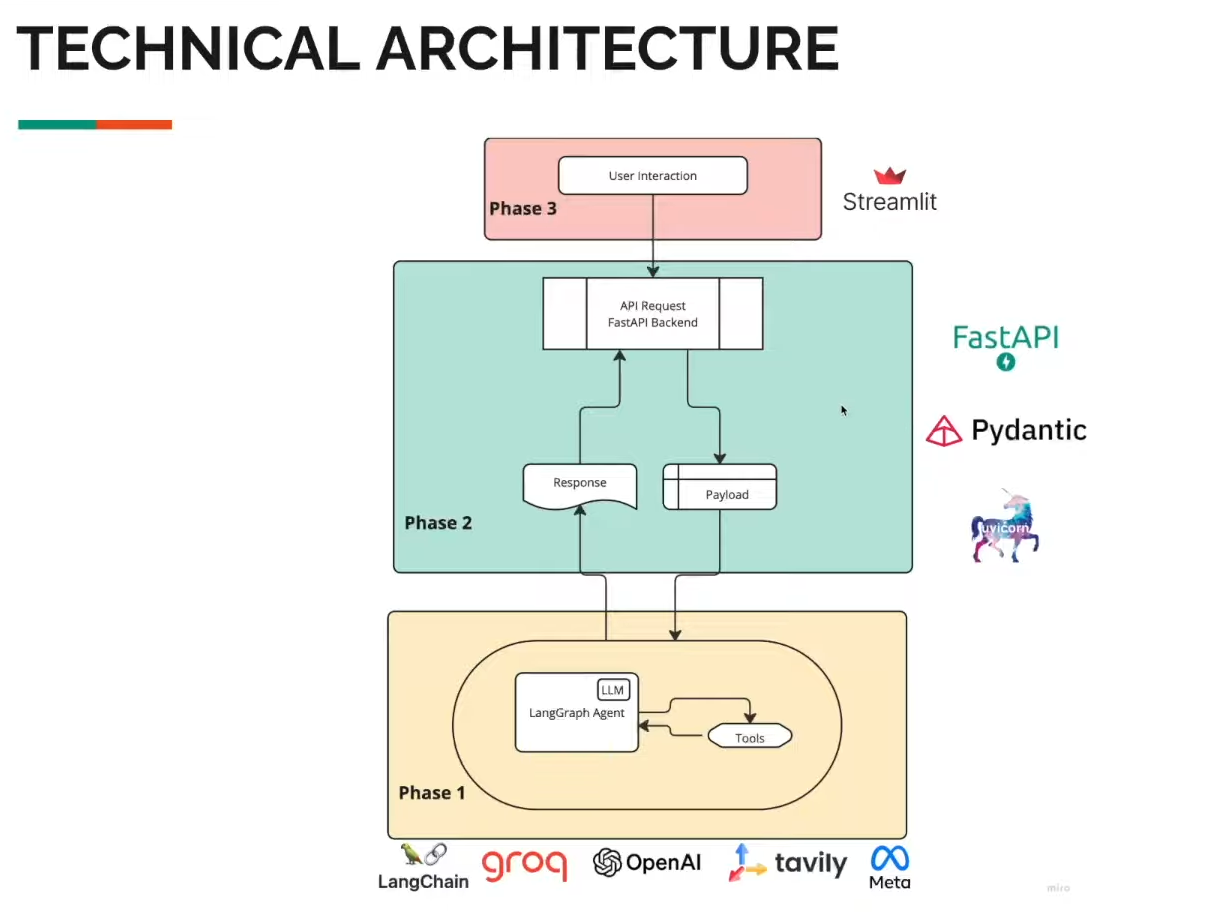 TECHNICAL ARCHITECTURE
User Interaction
Phase 3
Streamlit
API Request
FastAPI Backend
FastAPI
Pydantic
Response
Payload
Phase 2
uvicorn
LLM
LangGraph Agent
Tools
Phase 1
LangChain
groq
OpenAI
tavily
Meta
miro